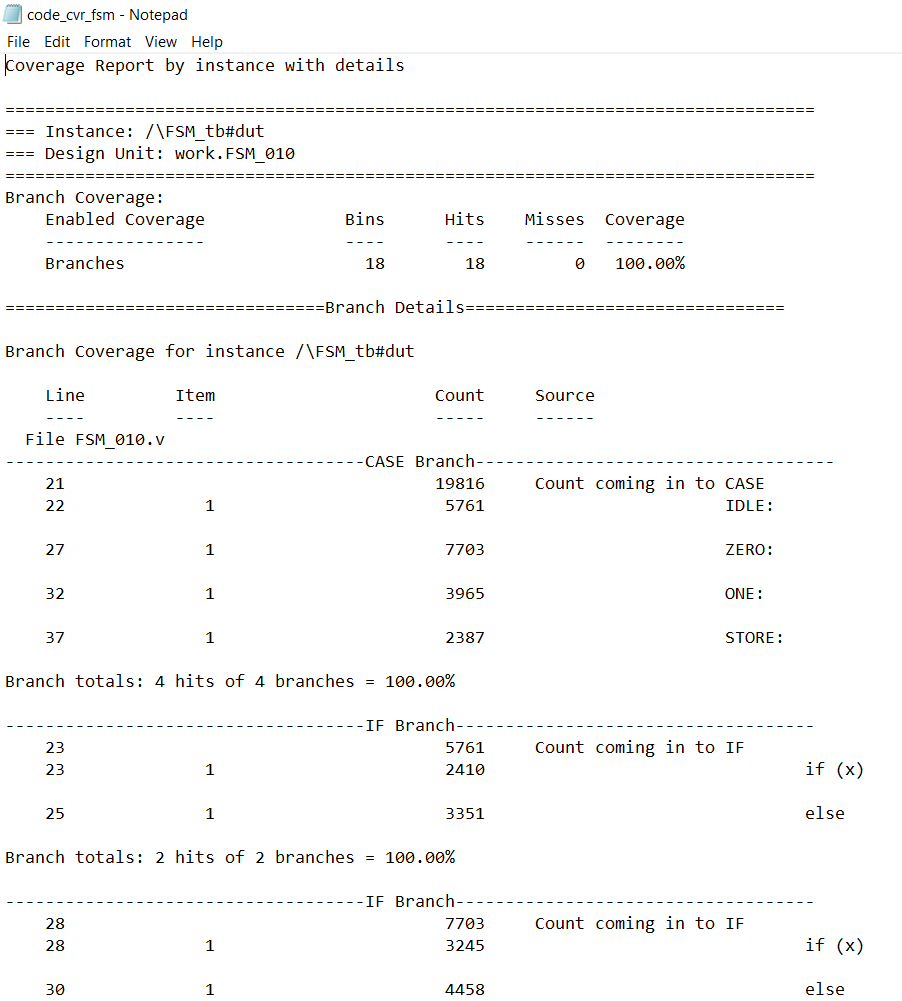 code_cvr_fsm - Notepad
File Edit Format View Help
Coverage Report by instance with details
=================================================================================
=== Instance: /\FSM_tb#dut
=== Design Unit: work.FSM_010
=================================================================================
Branch Coverage:
    Enabled Coverage              Bins      Hits    Misses  Coverage
    ----------------              ----      ----    ------  --------
    Branches                        18        18         0   100.00%
================================Branch Details================================
Branch Coverage for instance /\FSM_tb#dut
    Line         Item                      Count     Source
    ----         ----                      -----     ------
  File FSM_010.v
------------------------------------CASE Branch------------------------------------
    21                                     19816     Count coming in to CASE
    22              1                       5761                        IDLE:
    27              1                       7703                        ZERO:
    32              1                       3965                        ONE:
    37              1                       2387                        STORE:
Branch totals: 4 hits of 4 branches = 100.00%
------------------------------------IF Branch------------------------------------
    23                                      5761     Count coming in to IF
    23              1                       2410                                if (x)
    25              1                       3351                                else
Branch totals: 2 hits of 2 branches = 100.00%
------------------------------------IF Branch------------------------------------
    28                                      7703     Count coming in to IF
    28              1                       3245                                if (x)
    30              1                       4458                                else